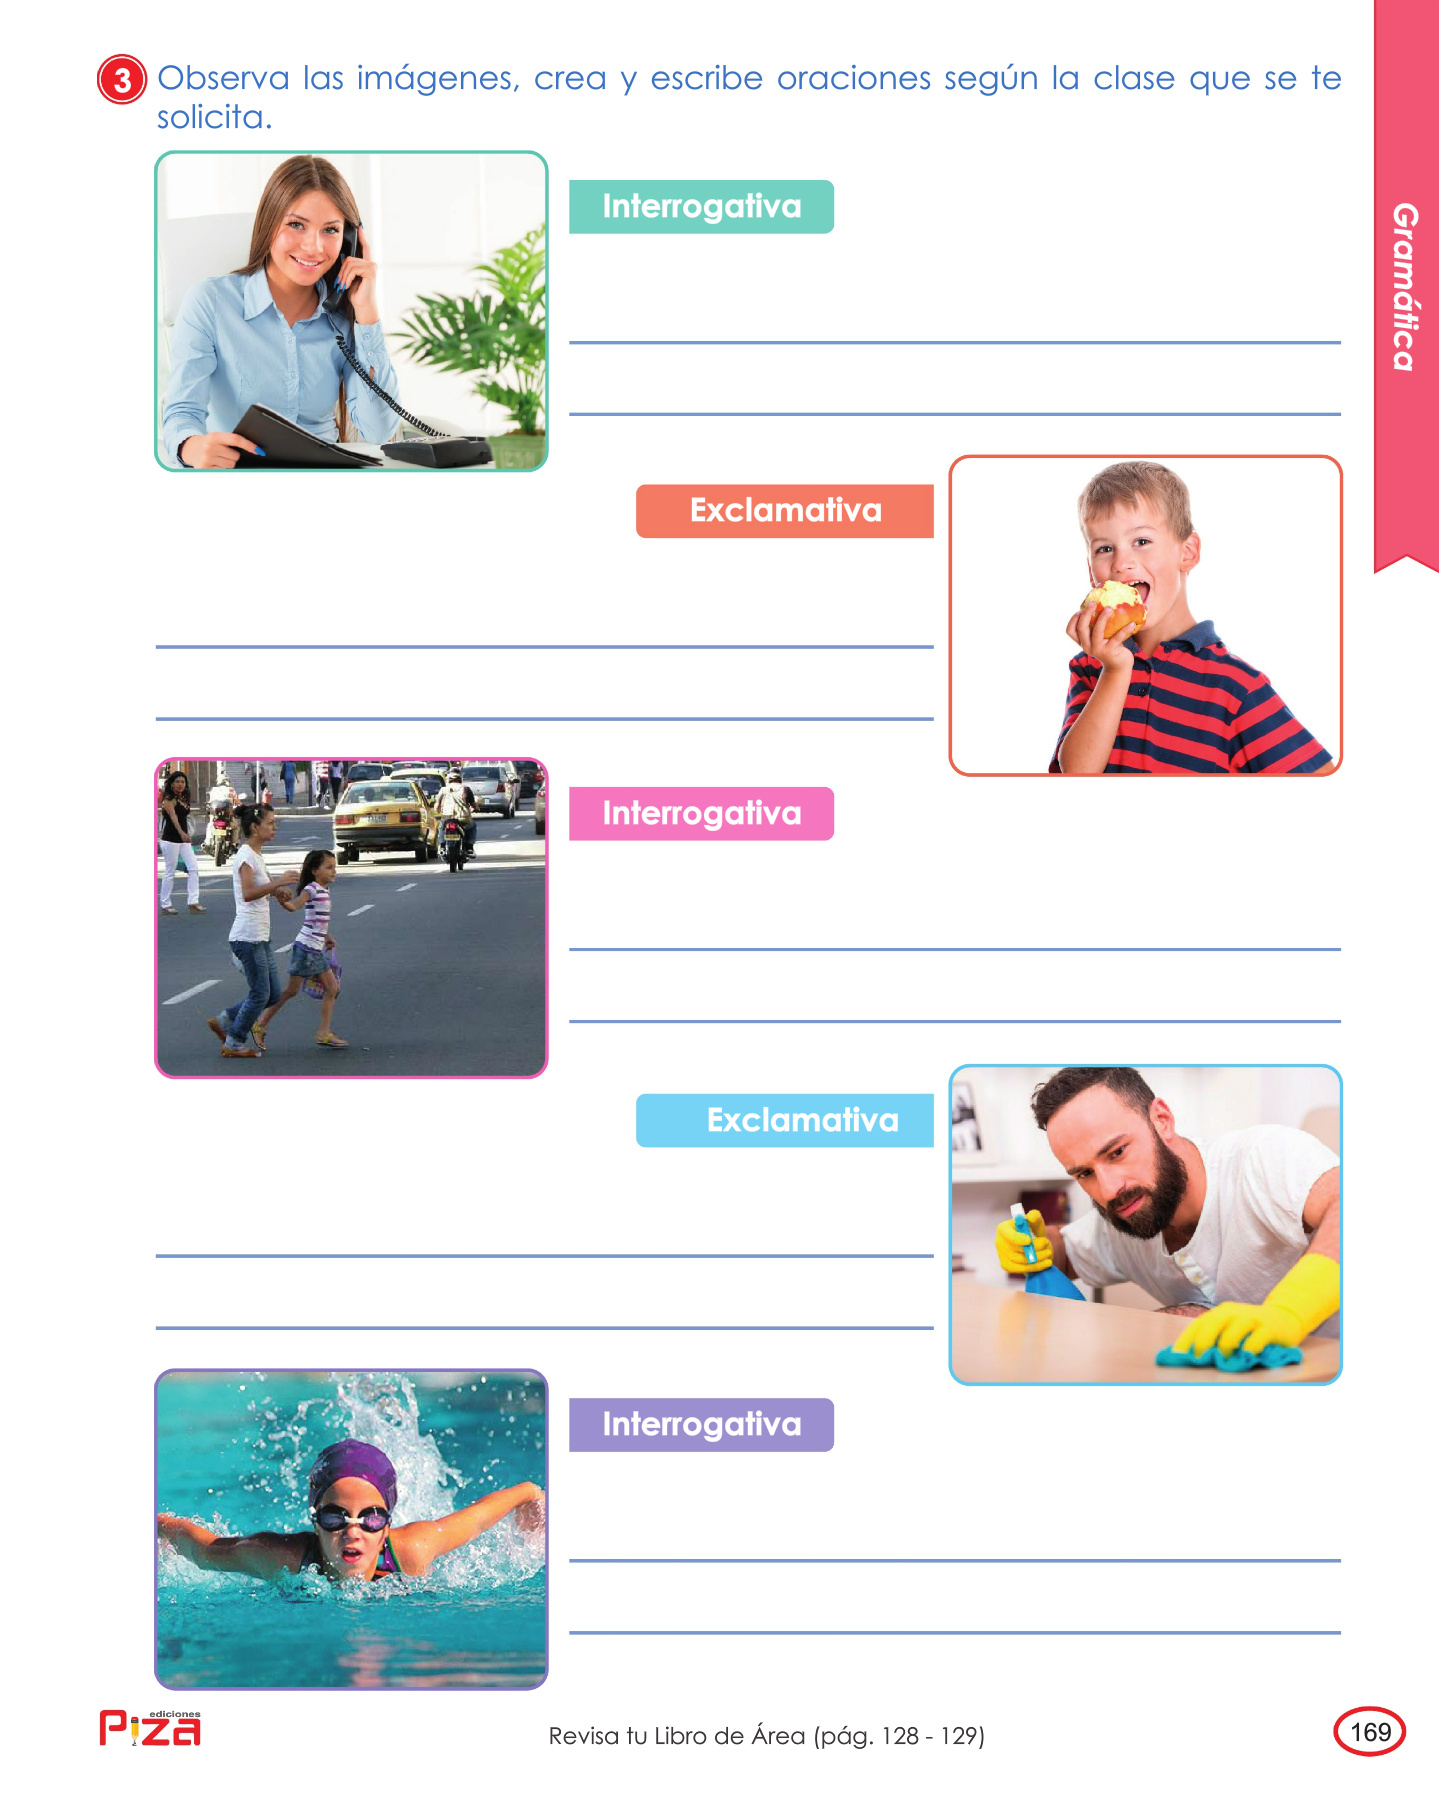 3 Observa las imágenes, crea y escribe oraciones según la clase que se te
solicita.
Gramática
Interrogativa
Exclamativa
Interrogativa
Exclamativa
Interrogativa
ediciones
Piza
Revisa tu Libro de Área (pág. 128 - 129)
169